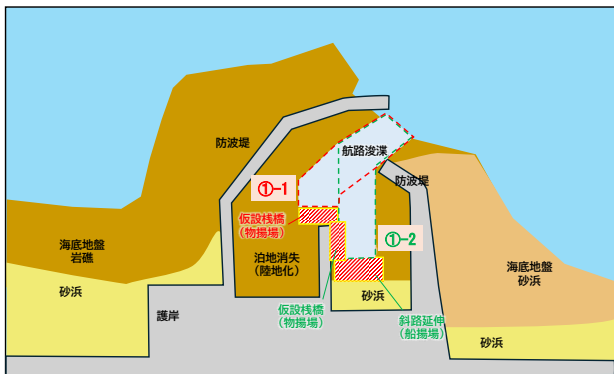 防波堤
航路浚渫
防波堤
①-1
仮設桟橋
(物揚場)
①-2
海底地盤
岩礁
泊地消失
(陸地化)
海底地盤
砂浜
砂浜
砂浜
護岸
仮設桟橋
(物揚場)
斜路延伸
(船揚場)
砂浜